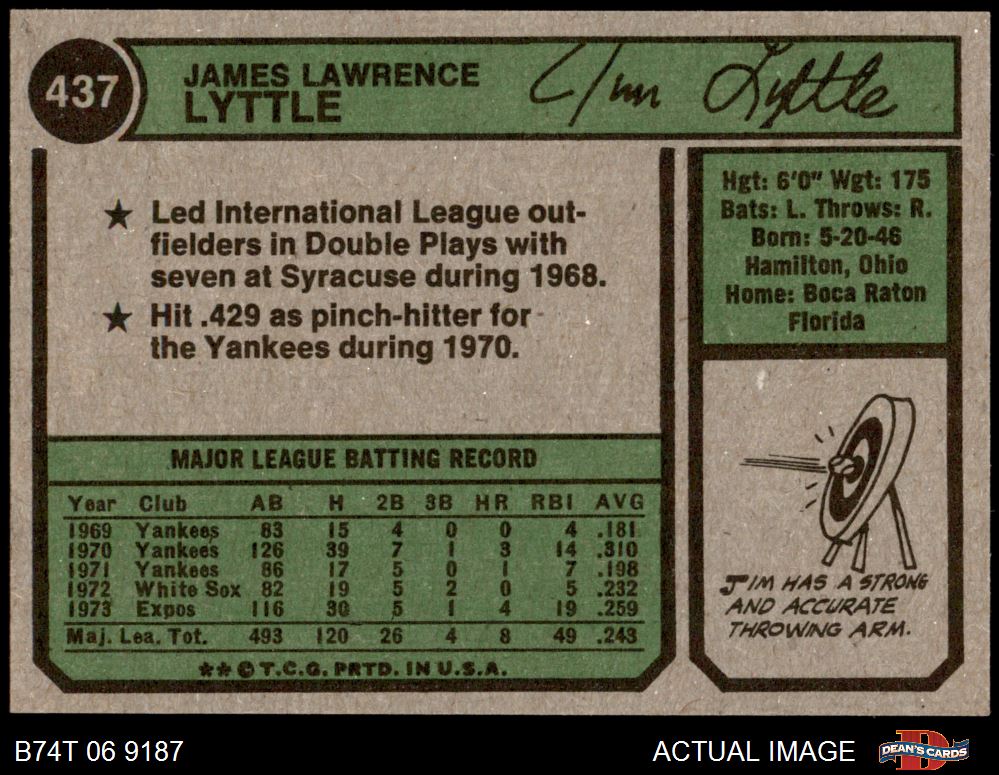 437
JAMES LAWRENCE
LYTTLE
Jim Lyttle
★ Led International League out-
fielders in Double Plays with
seven at Syracuse during 1968.
★ Hit .429 as pinch-hitter for
the Yankees during 1970.
Hgt: 6'0" Wgt: 175
Bats: L. Throws: R.
Born: 5-20-46
Hamilton, Ohio
Home: Boca Raton
Florida
MAJOR LEAGUE BATTING RECORD
Year Club AB H 2B 3B HR RBI AVG
1969 Yankees 83 15 4 0 0 4 .181
1970 Yankees 126 39 7 1 3 14 .310
1971 Yankees 86 17 5 0 1 7 .198
1972 White Sox 82 19 5 2 0 5 .232
1973 Expos 116 30 5 1 4 19 .259
Maj. Lea. Tot. 493 120 26 4 8 49 .243
**© T.C.G. PRTD. IN U.S.A.
JIM HAS A STRONG
AND ACCURATE
THROWING ARM.
B74T 06 9187
ACTUAL IMAGE
D
DEAN'S CARDS